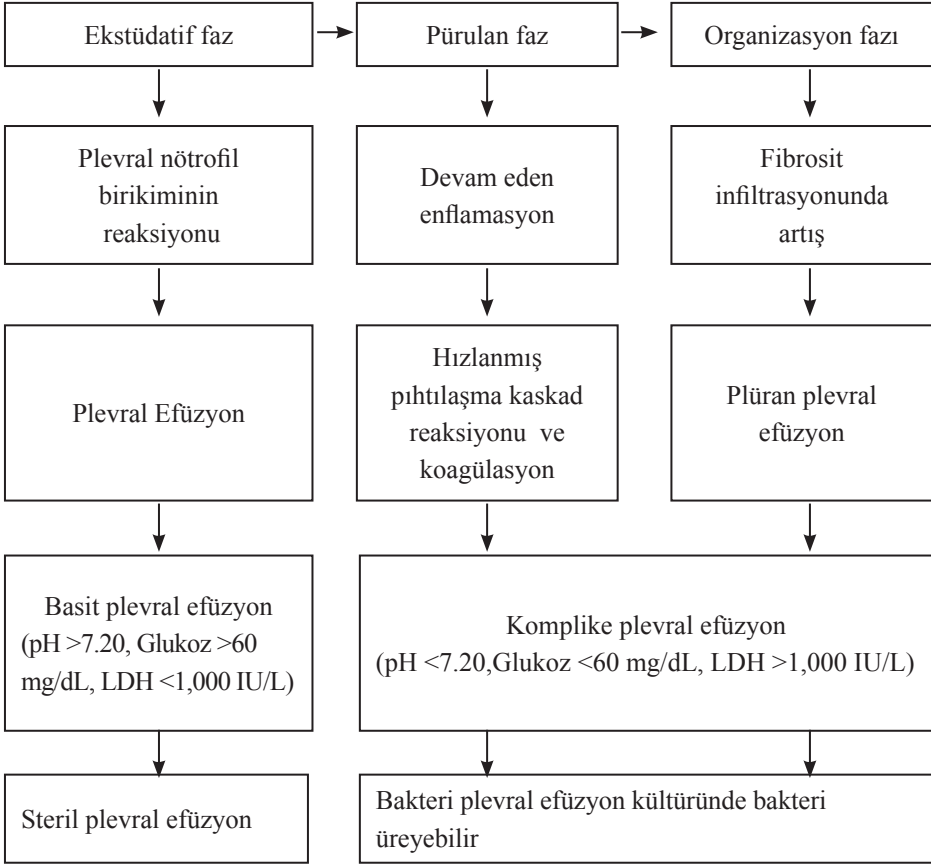 Ekstüdatif faz
Pürulan faz
Organizasyon fazı
Plevral nötrofil
birikiminin
reaksiyonu
Devam eden
enflamasyon
Fibrosit
infiltrasyonunda
artış
Plevral Efüzyon
Hızlanmış
pıhtılaşma kaskad
reaksiyonu ve
koagülasyon
Plüran plevral
efüzyon
Basit plevral efüzyon
(pH >7.20, Glukoz >60
mg/dL, LDH <1,000 IU/L)
Komplike plevral efüzyon
(pH <7.20,Glukoz <60 mg/dL, LDH >1,000 IU/L)
Steril plevral efüzyon
Bakteri plevral efüzyon kültüründe bakteri
üreyebilir